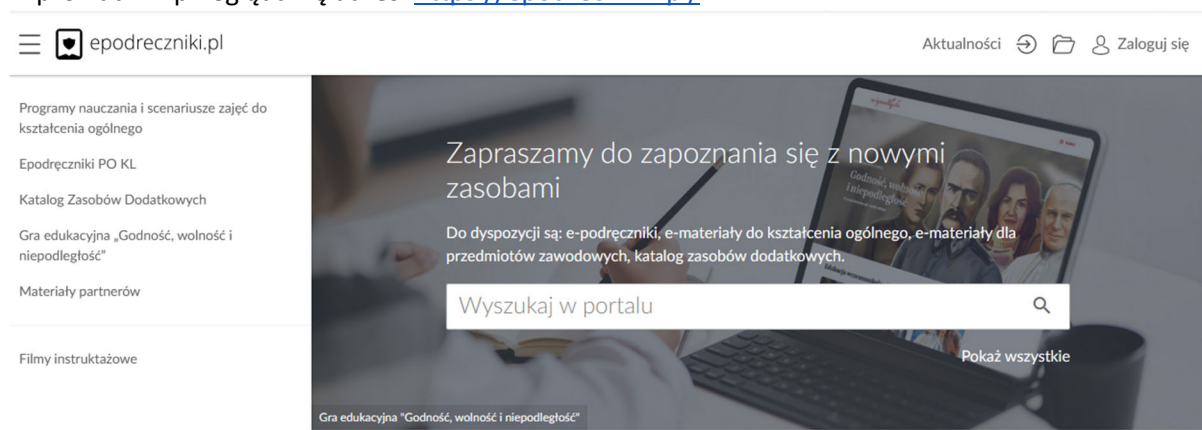 epodreczniki.pl
Aktualności
Zaloguj się
Programy nauczania i scenariusze zajęć do
kształcenia ogólnego
Epodręczniki PO KL
Katalog Zasobów Dodatkowych
Gra edukacyjna „Godność, wolność i
niepodległość”
Materiały partnerów
Filmy instruktażowe
Zapraszamy do zapoznania się z nowymi
zasobami
Do dyspozycji są: e-podręczniki, e-materiały do kształcenia ogólnego, e-materiały dla
przedmiotów zawodowych, katalog zasobów dodatkowych.
Wyszukaj w portalu
Pokaż wszystkie
Godność, wolność
i Niepodległość
Gra edukacyjna "Godność, wolność i niepodległość"